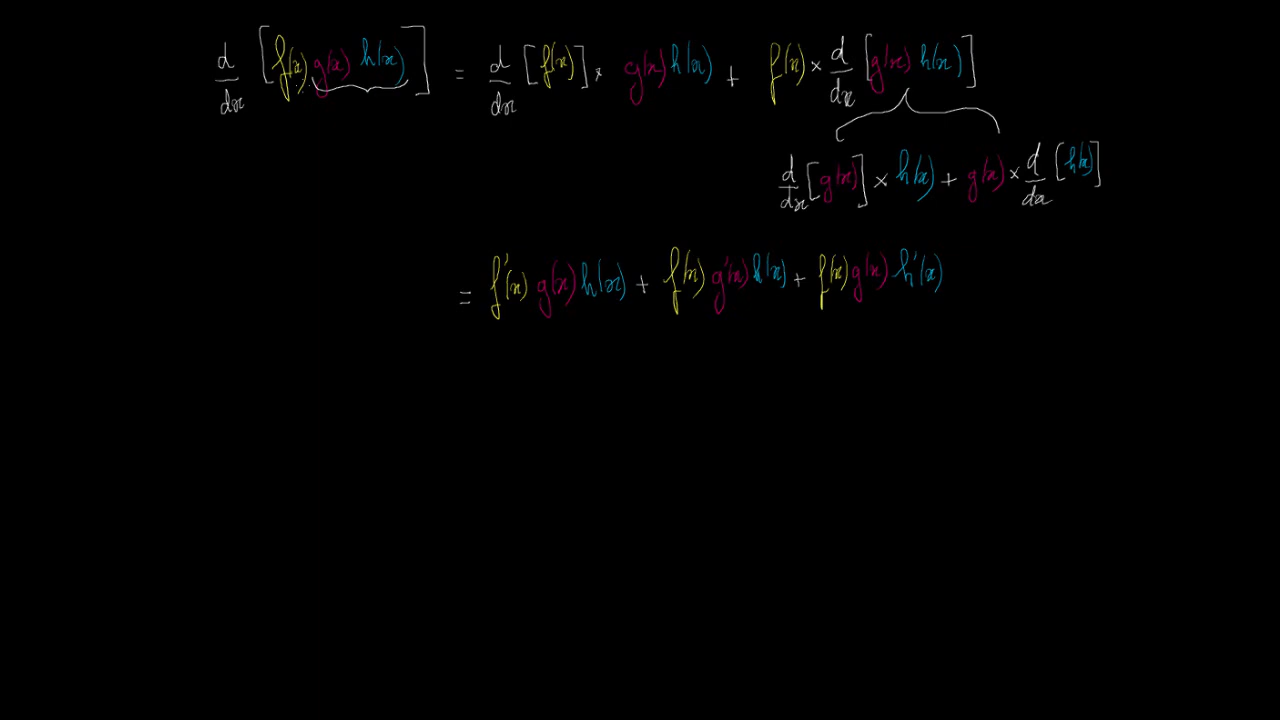 d/dx [f(x) g(x) h(x)] = d/dx [f(x)] × g(x) h(x) + f(x) × d/dx [g(x) h(x)]
d/dx [g(x)] × h(x) + g(x) × d/dx [h(x)]
= f'(x) g(x) h(x) + f(x) g'(x) h(x) + f(x) g(x) h'(x)